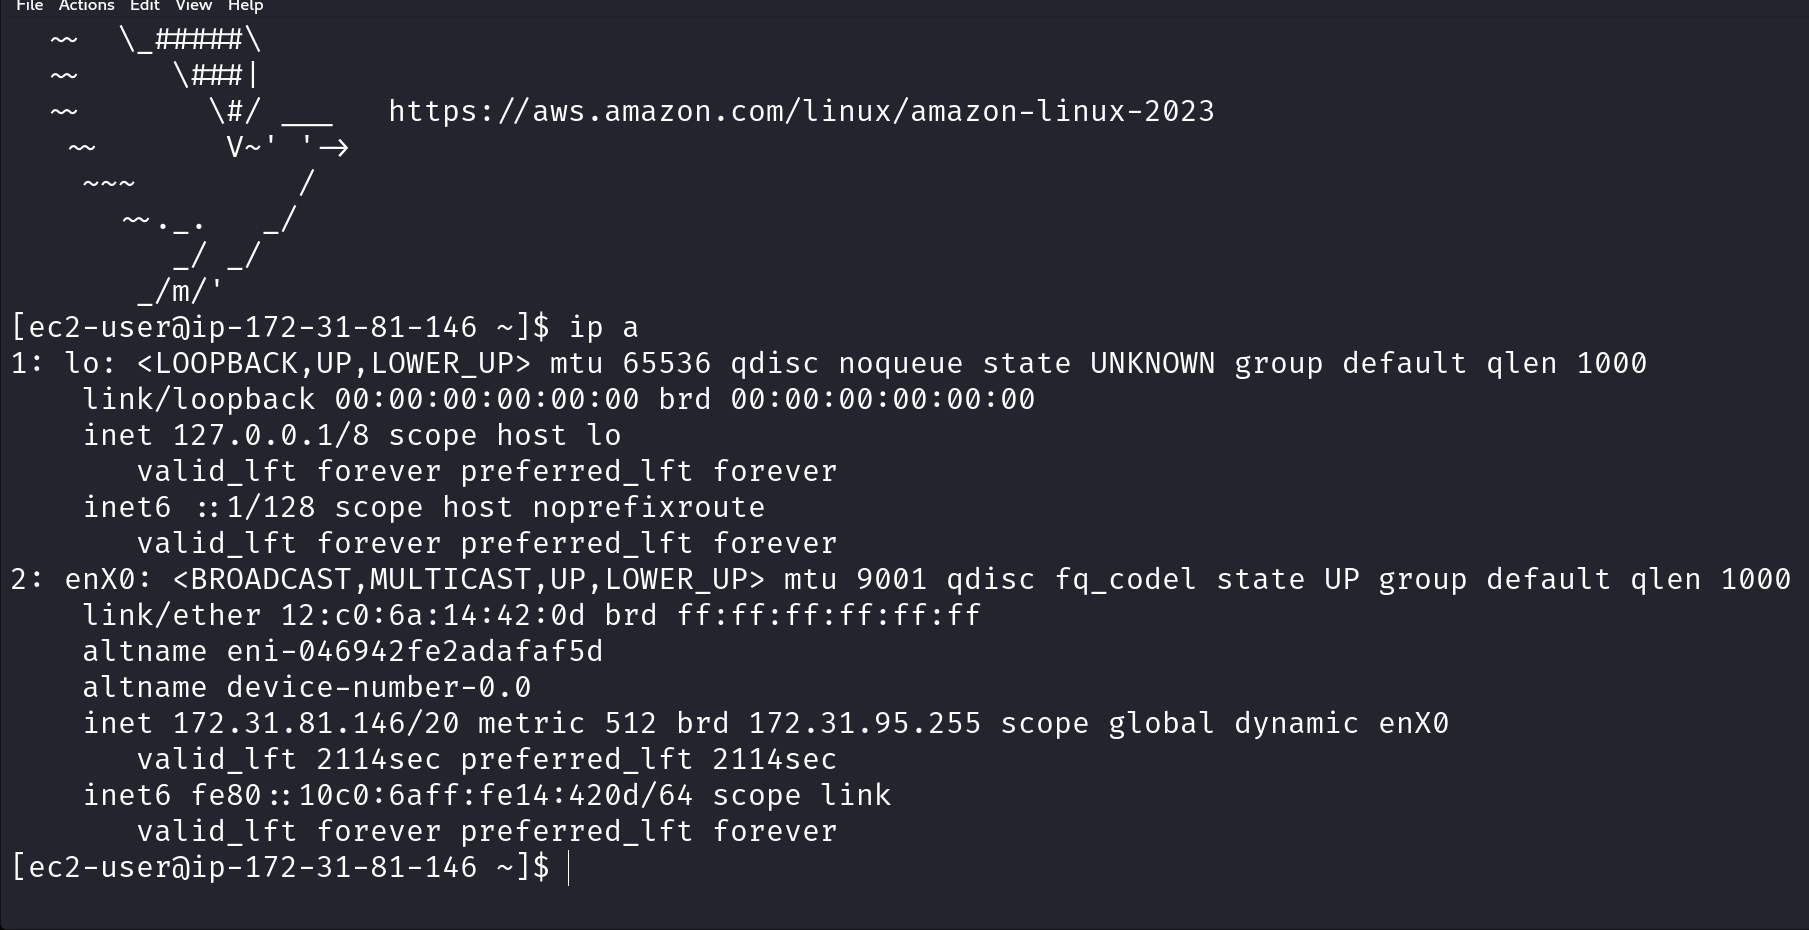 File Actions Edit View Help
   ~~  \_#####\
   ~~     \###|
   ~~       \#/ ___   https://aws.amazon.com/linux/amazon-linux-2023
    ~~       V~' '->
     ~~~         /
       ~~._.   _/
          _/ _/
        _/m/'
[ec2-user@ip-172-31-81-146 ~]$ ip a
1: lo: <LOOPBACK,UP,LOWER_UP> mtu 65536 qdisc noqueue state UNKNOWN group default qlen 1000
    link/loopback 00:00:00:00:00:00 brd 00:00:00:00:00:00
    inet 127.0.0.1/8 scope host lo
       valid_lft forever preferred_lft forever
    inet6 ::1/128 scope host noprefixroute
       valid_lft forever preferred_lft forever
2: enX0: <BROADCAST,MULTICAST,UP,LOWER_UP> mtu 9001 qdisc fq_codel state UP group default qlen 1000
    link/ether 12:c0:6a:14:42:0d brd ff:ff:ff:ff:ff:ff
    altname eni-046942fe2adafaf5d
    altname device-number-0.0
    inet 172.31.81.146/20 metric 512 brd 172.31.95.255 scope global dynamic enX0
       valid_lft 2114sec preferred_lft 2114sec
    inet6 fe80::10c0:6aff:fe14:420d/64 scope link
       valid_lft forever preferred_lft forever
[ec2-user@ip-172-31-81-146 ~]$